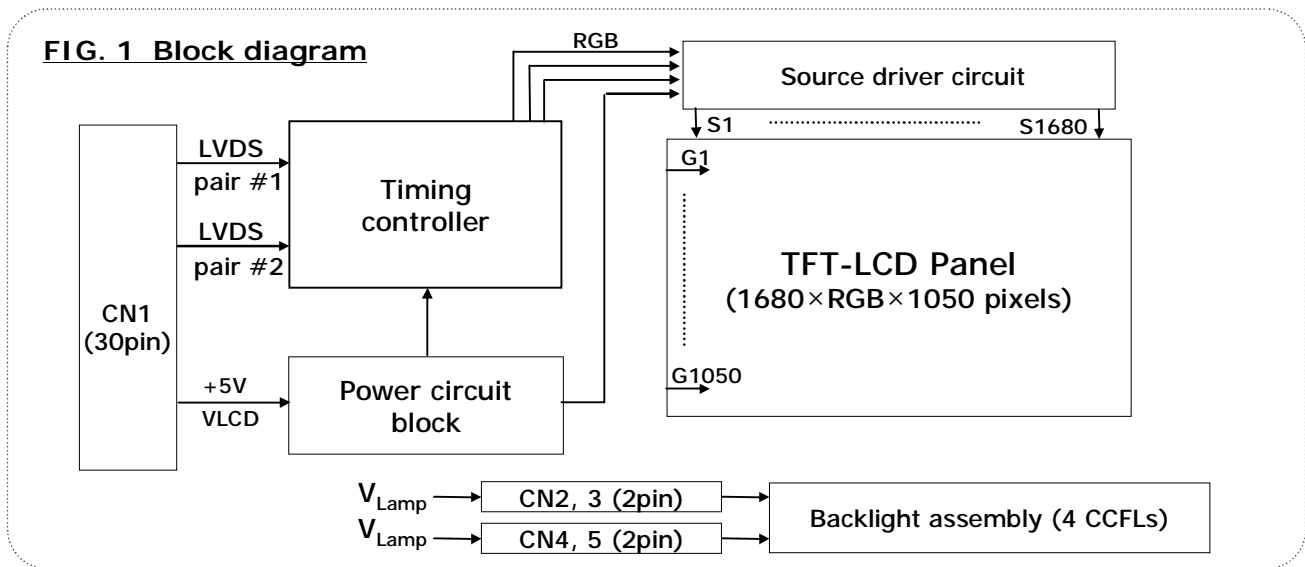 FIG. 1 Block diagram
RGB
Source driver circuit
S1
S1680
CN1
(30pin)
LVDS
pair #1
LVDS
pair #2
Timing
controller
G1
TFT-LCD Panel
(1680×RGB×1050 pixels)
G1050
+5V
VLCD
Power circuit
block
VLamp
CN2, 3 (2pin)
VLamp
CN4, 5 (2pin)
Backlight assembly (4 CCFLs)